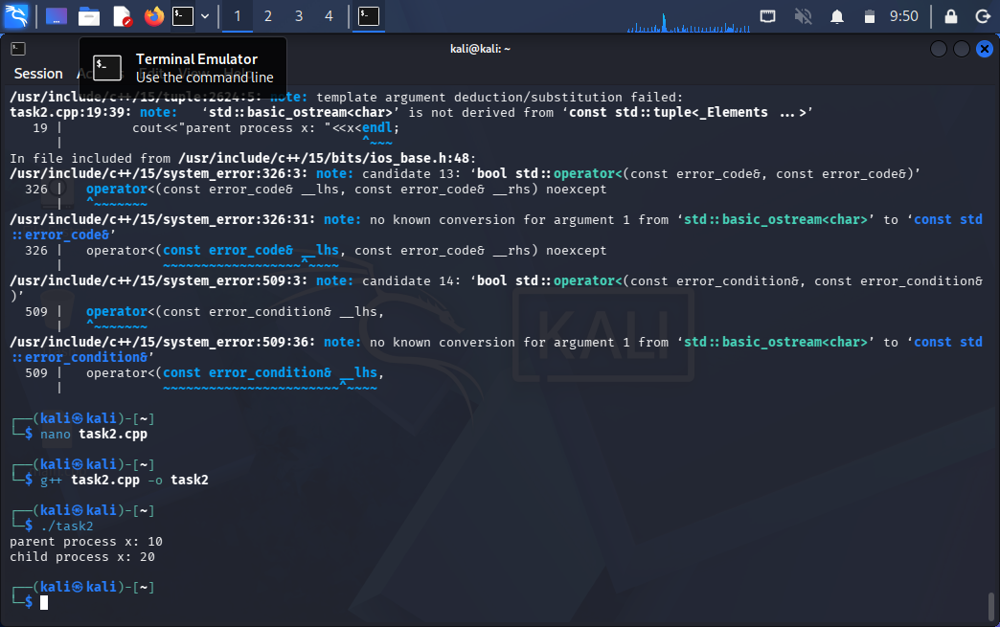 1 2 3 4 9:50
kali@kali: ~
Session
Terminal Emulator
Use the command line
/usr/include/c++/15/tuple:2624:5: note: template argument deduction/substitution failed:
task2.cpp:19:39: note:   ‘std::basic_ostream<char>’ is not derived from ‘const std::tuple<_Elements ...>’
   19 |         cout<<"parent process x: "<<x<endl;
      |                                       ^~~~
In file included from /usr/include/c++/15/bits/ios_base.h:48:
/usr/include/c++/15/system_error:326:3: note: candidate 13: ‘bool std::operator<(const error_code&, const error_code&)’
  326 |   operator<(const error_code& __lhs, const error_code& __rhs) noexcept
      |   ^~~~~~~~
/usr/include/c++/15/system_error:326:31: note: no known conversion for argument 1 from ‘std::basic_ostream<char>’ to ‘const std
::error_code&’
  326 |   operator<(const error_code& __lhs, const error_code& __rhs) noexcept
      |             ~~~~~~~~~~~~~~~~~~^~~~~
/usr/include/c++/15/system_error:509:3: note: candidate 14: ‘bool std::operator<(const error_condition&, const error_condition&
)’
  509 |   operator<(const error_condition& __lhs,
      |   ^~~~~~~~
/usr/include/c++/15/system_error:509:36: note: no known conversion for argument 1 from ‘std::basic_ostream<char>’ to ‘const std
::error_condition&’
  509 |   operator<(const error_condition& __lhs,
      |             ~~~~~~~~~~~~~~~~~~~~~~~^~~~~
KALI
┌──(kali㉿kali)-[~]
└─$ nano task2.cpp
┌──(kali㉿kali)-[~]
└─$ g++ task2.cpp -o task2
┌──(kali㉿kali)-[~]
└─$ ./task2
parent process x: 10
child process x: 20
┌──(kali㉿kali)-[~]
└─$